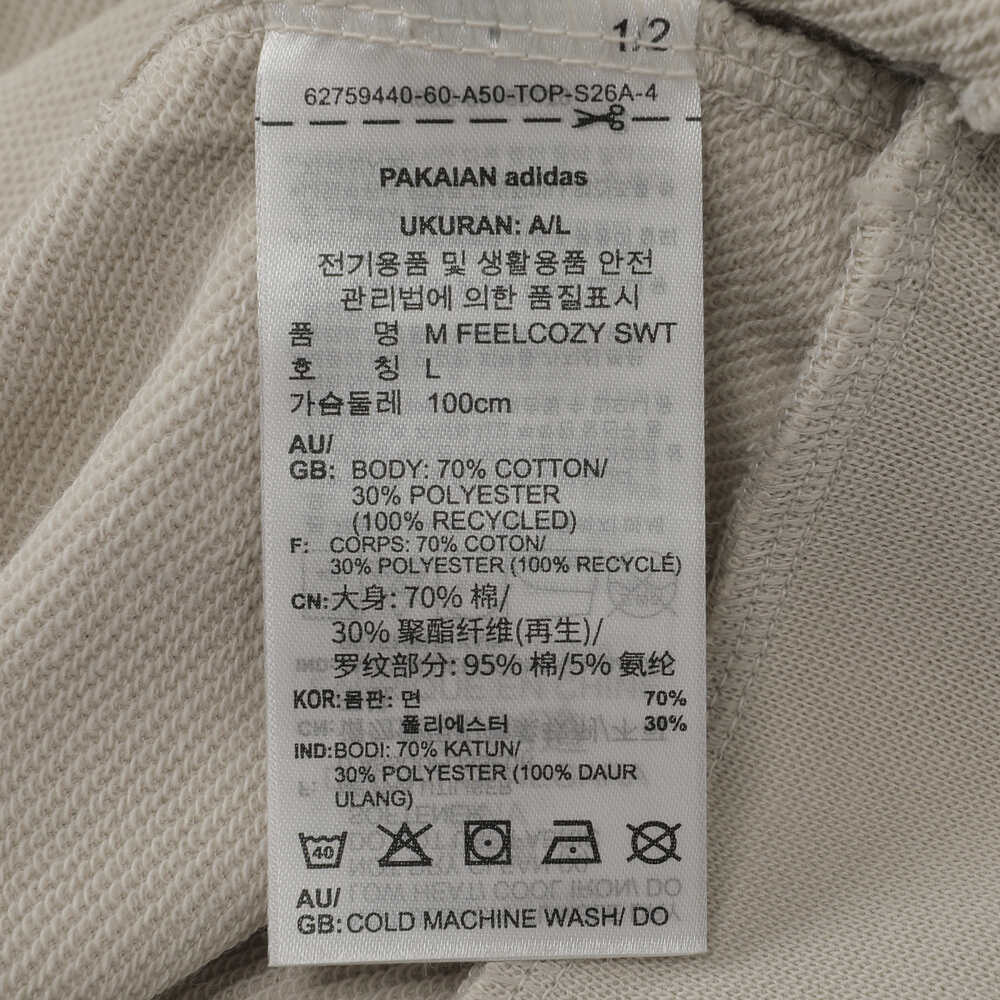 1/2
62759440-60-A50-TOP-S26A-4
PAKAIAN adidas
UKURAN: A/L
전기용품 및 생활용품 안전
관리법에 의한 품질표시
품 명 M FEELCOZY SWT
호 칭 L
가슴둘레 100cm
AU/
GB: BODY: 70% COTTON/
30% POLYESTER
(100% RECYCLED)
F: CORPS: 70% COTON/
30% POLYESTER (100% RECYCLÉ)
CN: 大身: 70% 棉/
30% 聚酯纤维(再生)/
罗纹部分: 95% 棉/5% 氨纶
KOR: 몸판: 면 70%
폴리에스터 30%
IND: BODI: 70% KATUN/
30% POLYESTER (100% DAUR
ULANG)
40
AU/
GB: COLD MACHINE WASH/ DO